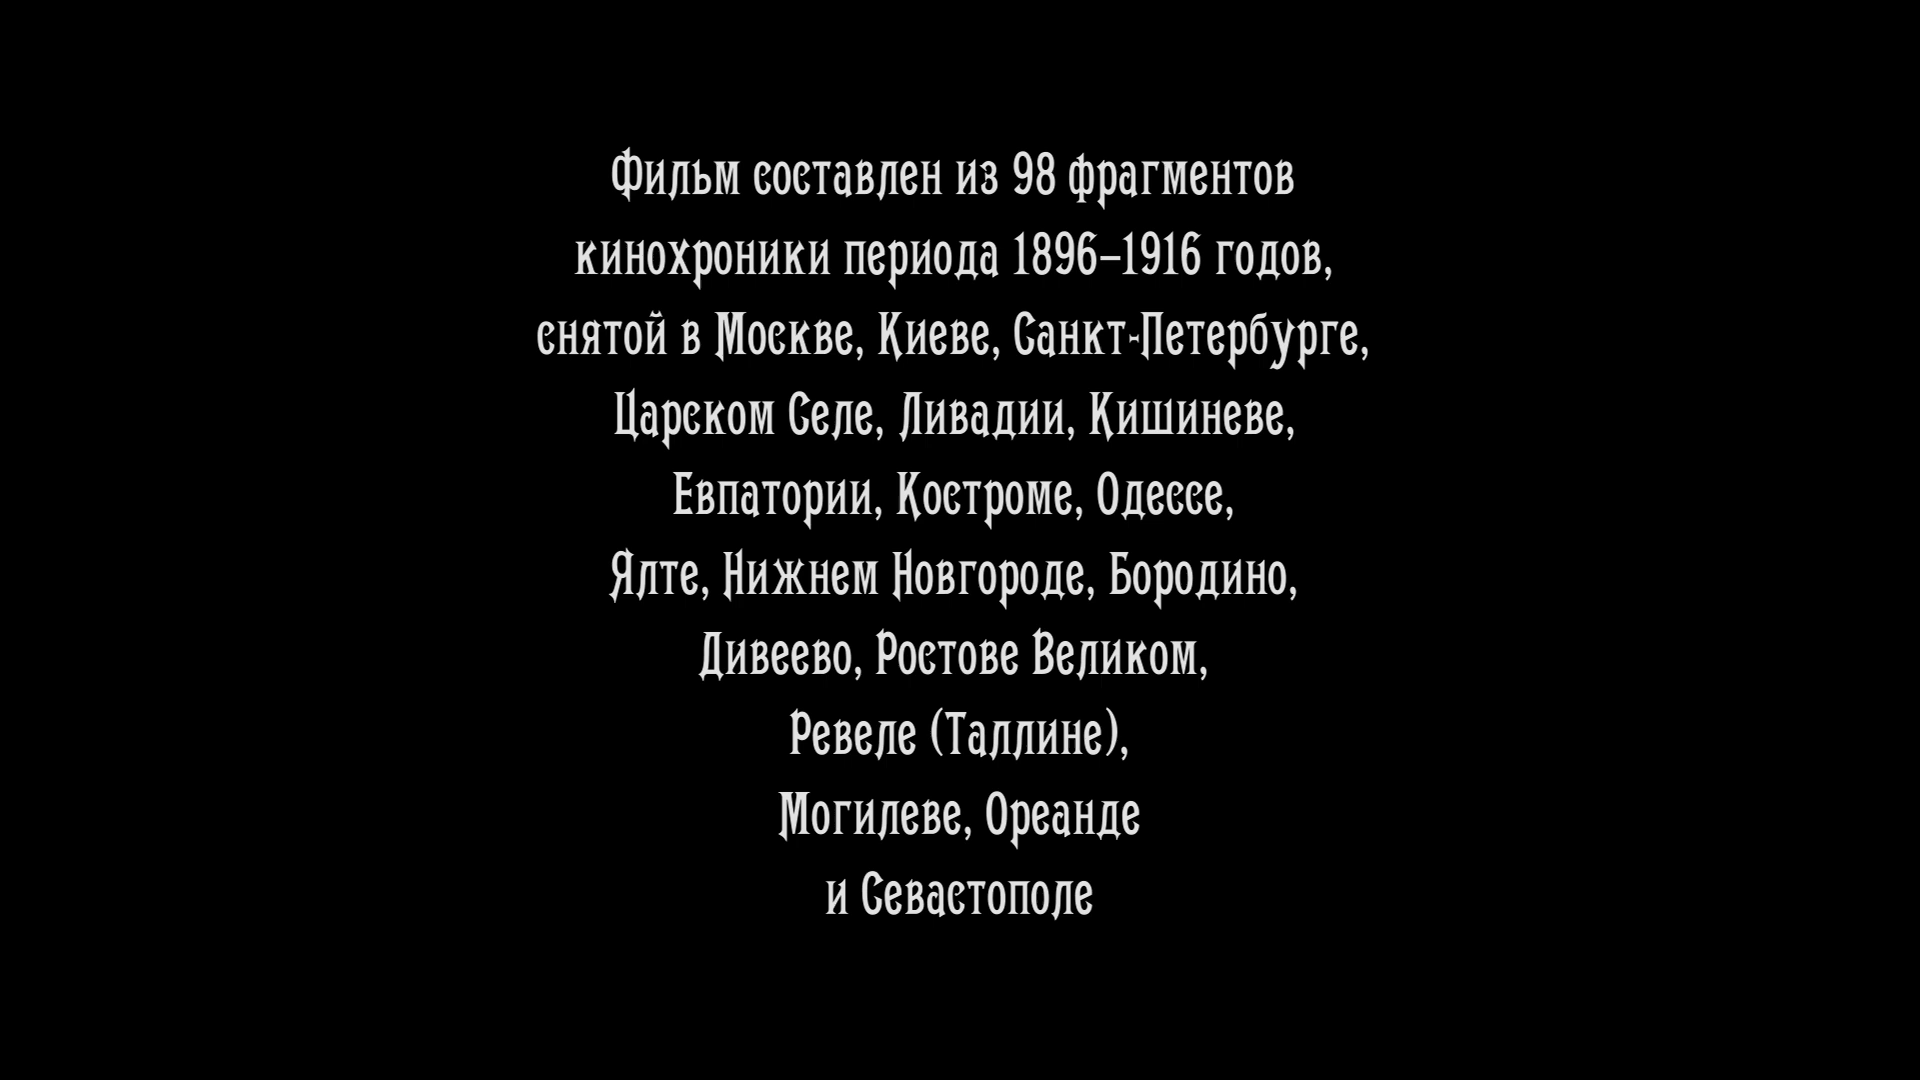 Фильм составлен из 98 фрагментов
кинохроники периода 1896–1916 годов,
снятой в Москве, Киеве, Санкт-Петербурге,
Царском Селе, Ливадии, Кишиневе,
Евпатории, Костроме, Одессе,
Ялте, Нижнем Новгороде, Бородино,
Дивеево, Ростове Великом,
Ревеле (Таллине),
Могилеве, Ореанде
и Севастополе